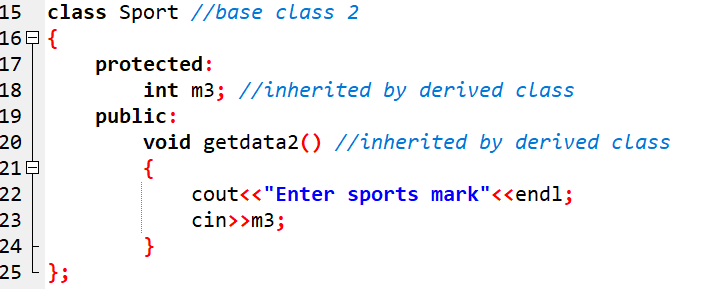 15 class Sport //base class 2
16 {
17     protected:
18         int m3; //inherited by derived class
19     public:
20         void getdata2() //inherited by derived class
21         {
22             cout<<"Enter sports mark"<<endl;
23             cin>>m3;
24         }
25 };